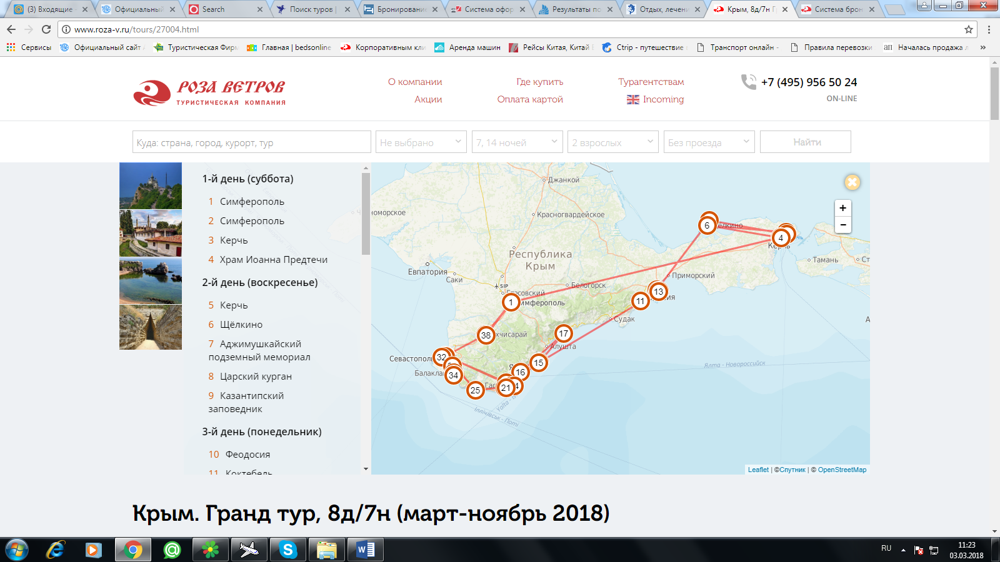 (3) Входящие -
Официальный
Search
Поиск туров |
Бронирование
Система офор
Результаты по
Отдых, лечени
Крым, 8д/7н Г
Система брон
www.roza-v.ru/tours/27004.html
Сервисы
Официальный сайт
Туристическая Фирм
Главная | bedsonline
Корпоративным кли
Аренда машин
Рейсы Китая, Китай
Ctrip - путешествие
Транспорт онлайн -
Правила перевозки
ап Началась продажа л
»
РОЗА ВЕТРОВ
ТУРИСТИЧЕСКАЯ КОМПАНИЯ
О компании
Где купить
Турагентствам
Акции
Оплата картой
Incoming
+7 (495) 956 50 24
ON-LINE
Куда: страна, город, курорт, тур
Не выбрано
7, 14 ночей
2 взрослых
Без проезда
Найти
1-й день (суббота)
1 Симферополь
2 Симферополь
3 Керчь
4 Храм Иоанна Предтечи
2-й день (воскресенье)
5 Керчь
6 Щёлкино
7 Аджимушкайский
подземный мемориал
8 Царский курган
9 Казантипский
заповедник
3-й день (понедельник)
10 Феодосия
11 Коктебель
Джанкой
номорское
Красногвардейское
6
4
Тамань
Республика
Крым
Евпатория
Саки
SIP
Белогорск
Приморский
13
11
1
Судак
38
17
Алушта
32
Севастополь
15
16
34
25
21
Ялта - Новороссийск
Іллічівськ - Поті
+
−
Leaflet | ©Спутник | © OpenStreetMap
Крым. Гранд тур, 8д/7н (март-ноябрь 2018)
RU
11:23
03.03.2018